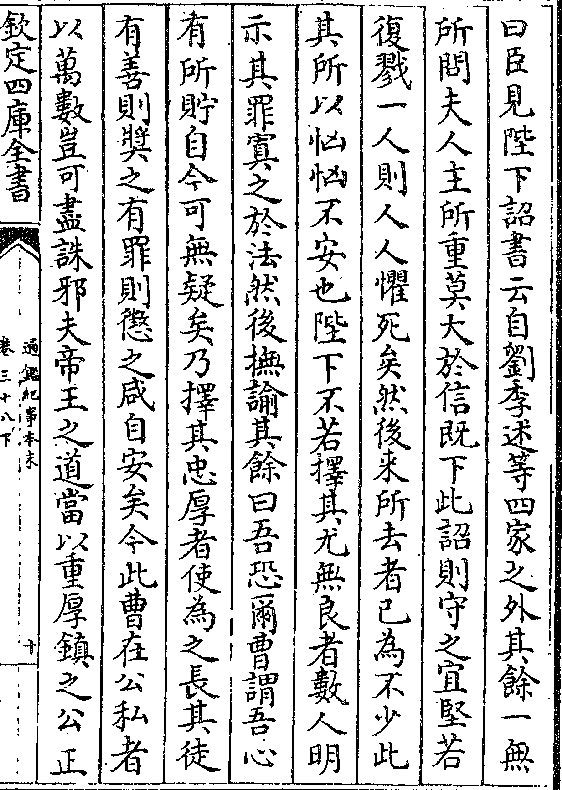 曰臣見陛下詔書云自劉季述等四家之外其餘一無
所問夫人主所重莫大於信既下此詔則守之宜堅若
復戮一人則人人懼死矣然後來所去者已為不少此
其所以忷忷不安也陛下不若擇其尤無良者數人明
示其罪寘之於法然後撫諭其餘曰吾恐爾曹謂吾心
有所貯自今可無疑矣乃擇其忠厚者使為之長其徒
有善則奬之有罪則懲之咸自安矣今此曹在公私者
以萬數豈可盡誅邪夫帝王之道當以重厚鎮之公正
欽定四庫全書
通鑑紀事本末
卷三十八下
十